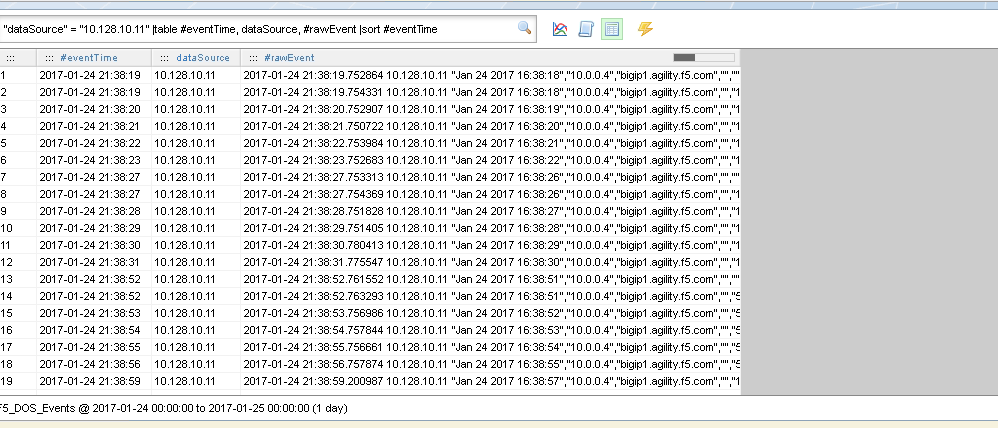 "dataSource" = "10.128.10.11" |table #eventTime, dataSource, #rawEvent |sort #eventTime
#eventTime dataSource #rawEvent
1 2017-01-24 21:38:19 10.128.10.11 2017-01-24 21:38:19.752864 10.128.10.11 "Jan 24 2017 16:38:18","10.0.0.4","bigip1.agility.f5.com","",""
2 2017-01-24 21:38:19 10.128.10.11 2017-01-24 21:38:19.754331 10.128.10.11 "Jan 24 2017 16:38:18","10.0.0.4","bigip1.agility.f5.com","","1
3 2017-01-24 21:38:20 10.128.10.11 2017-01-24 21:38:20.752907 10.128.10.11 "Jan 24 2017 16:38:19","10.0.0.4","bigip1.agility.f5.com","","1
4 2017-01-24 21:38:21 10.128.10.11 2017-01-24 21:38:21.750722 10.128.10.11 "Jan 24 2017 16:38:20","10.0.0.4","bigip1.agility.f5.com","","1
5 2017-01-24 21:38:22 10.128.10.11 2017-01-24 21:38:22.753984 10.128.10.11 "Jan 24 2017 16:38:21","10.0.0.4","bigip1.agility.f5.com","","1
6 2017-01-24 21:38:23 10.128.10.11 2017-01-24 21:38:23.752683 10.128.10.11 "Jan 24 2017 16:38:22","10.0.0.4","bigip1.agility.f5.com","","1
7 2017-01-24 21:38:27 10.128.10.11 2017-01-24 21:38:27.753313 10.128.10.11 "Jan 24 2017 16:38:26","10.0.0.4","bigip1.agility.f5.com","",""
8 2017-01-24 21:38:27 10.128.10.11 2017-01-24 21:38:27.754369 10.128.10.11 "Jan 24 2017 16:38:26","10.0.0.4","bigip1.agility.f5.com","","1
9 2017-01-24 21:38:28 10.128.10.11 2017-01-24 21:38:28.751828 10.128.10.11 "Jan 24 2017 16:38:27","10.0.0.4","bigip1.agility.f5.com","","1
10 2017-01-24 21:38:29 10.128.10.11 2017-01-24 21:38:29.751405 10.128.10.11 "Jan 24 2017 16:38:28","10.0.0.4","bigip1.agility.f5.com","","1
11 2017-01-24 21:38:30 10.128.10.11 2017-01-24 21:38:30.780413 10.128.10.11 "Jan 24 2017 16:38:29","10.0.0.4","bigip1.agility.f5.com","","1
12 2017-01-24 21:38:31 10.128.10.11 2017-01-24 21:38:31.775547 10.128.10.11 "Jan 24 2017 16:38:30","10.0.0.4","bigip1.agility.f5.com","","1
13 2017-01-24 21:38:52 10.128.10.11 2017-01-24 21:38:52.761552 10.128.10.11 "Jan 24 2017 16:38:51","10.0.0.4","bigip1.agility.f5.com","",""
14 2017-01-24 21:38:52 10.128.10.11 2017-01-24 21:38:52.763293 10.128.10.11 "Jan 24 2017 16:38:51","10.0.0.4","bigip1.agility.f5.com","","5
15 2017-01-24 21:38:53 10.128.10.11 2017-01-24 21:38:53.756986 10.128.10.11 "Jan 24 2017 16:38:52","10.0.0.4","bigip1.agility.f5.com","","5
16 2017-01-24 21:38:54 10.128.10.11 2017-01-24 21:38:54.757844 10.128.10.11 "Jan 24 2017 16:38:53","10.0.0.4","bigip1.agility.f5.com","","5
17 2017-01-24 21:38:55 10.128.10.11 2017-01-24 21:38:55.756661 10.128.10.11 "Jan 24 2017 16:38:54","10.0.0.4","bigip1.agility.f5.com","","5
18 2017-01-24 21:38:56 10.128.10.11 2017-01-24 21:38:56.757874 10.128.10.11 "Jan 24 2017 16:38:55","10.0.0.4","bigip1.agility.f5.com","","5
19 2017-01-24 21:38:59 10.128.10.11 2017-01-24 21:38:59.200987 10.128.10.11 "Jan 24 2017 16:38:57","10.0.0.4","bigip1.agility.f5.com","","1
F5_DOS_Events @ 2017-01-24 00:00:00 to 2017-01-25 00:00:00 (1 day)